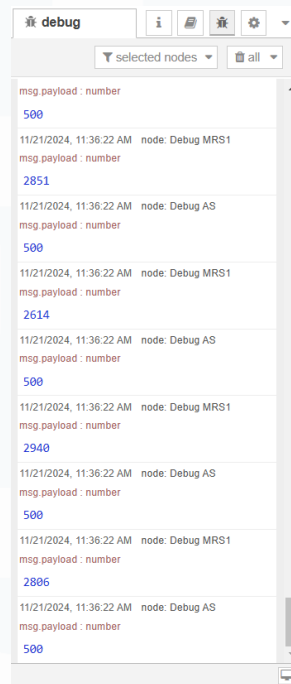 debug
i
selected nodes
all
msg.payload : number
500
11/21/2024, 11:36:22 AM node: Debug MRS1
msg.payload : number
2851
11/21/2024, 11:36:22 AM node: Debug AS
msg.payload : number
500
11/21/2024, 11:36:22 AM node: Debug MRS1
msg.payload : number
2614
11/21/2024, 11:36:22 AM node: Debug AS
msg.payload : number
500
11/21/2024, 11:36:22 AM node: Debug MRS1
msg.payload : number
2940
11/21/2024, 11:36:22 AM node: Debug AS
msg.payload : number
500
11/21/2024, 11:36:22 AM node: Debug MRS1
msg.payload : number
2806
11/21/2024, 11:36:22 AM node: Debug AS
msg.payload : number
500